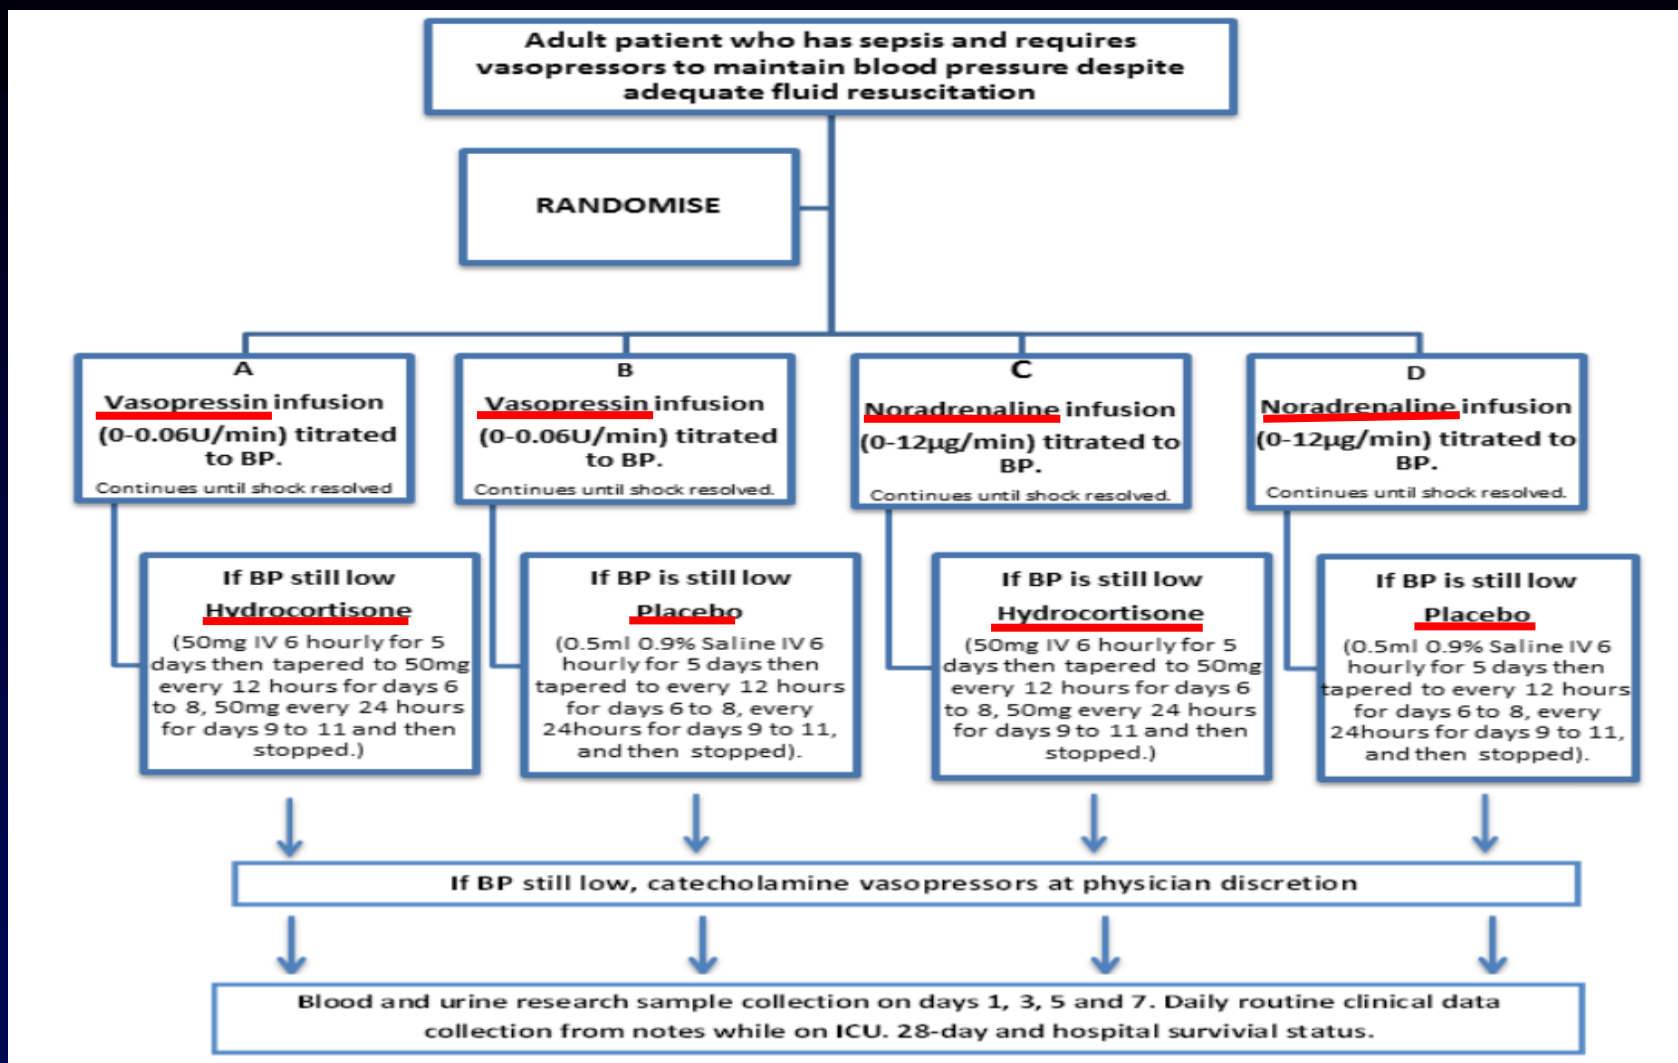 Adult patient who has sepsis and requires
vasopressors to maintain blood pressure despite
adequate fluid resuscitation
RANDOMISE
A
Vasopressin infusion
(0-0.06U/min) titrated
to BP.
Continues until shock resolved
B
Vasopressin infusion
(0-0.06U/min) titrated
to BP.
Continues until shock resolved.
C
Noradrenaline infusion
(0-12µg/min) titrated to
BP.
Continues until shock resolved.
D
Noradrenaline infusion
(0-12µg/min) titrated to
BP.
Continues until shock resolved.
If BP still low
Hydrocortisone
(50mg IV 6 hourly for 5
days then tapered to 50mg
every 12 hours for days 6
to 8, 50mg every 24 hours
for days 9 to 11 and then
stopped.)
If BP is still low
Placebo
(0.5ml 0.9% Saline IV 6
hourly for 5 days then
tapered to every 12 hours
for days 6 to 8, every
24hours for days 9 to 11,
and then stopped).
If BP is still low
Hydrocortisone
(50mg IV 6 hourly for 5
days then tapered to 50mg
every 12 hours for days 6
to 8, 50mg every 24 hours
for days 9 to 11 and then
stopped.)
If BP is still low
Placebo
(0.5ml 0.9% Saline IV 6
hourly for 5 days then
tapered to every 12 hours
for days 6 to 8, every
24hours for days 9 to 11,
and then stopped).
If BP still low, catecholamine vasopressors at physician discretion
Blood and urine research sample collection on days 1, 3, 5 and 7. Daily routine clinical data
collection from notes while on ICU. 28-day and hospital survivial status.